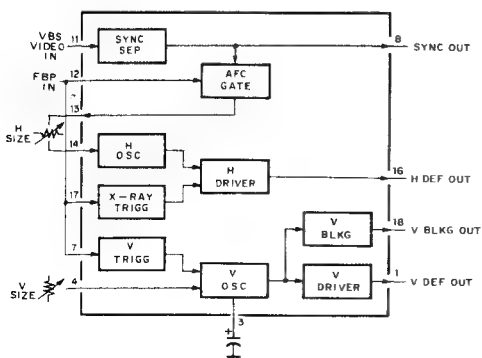 VBS
VIDEO
IN
11
SYNC
SEP
8
SYNC OUT
FBP
IN
12
AFC
GATE
13
H
SIZE
14
H
OSC
H
DRIVER
16
H DEF OUT
17
X-RAY
TRIGG
V
BLKG
18
V BLKG OUT
7
V
TRIGG
V
SIZE
4
V
OSC
V
DRIVER
1
V DEF OUT
3
+